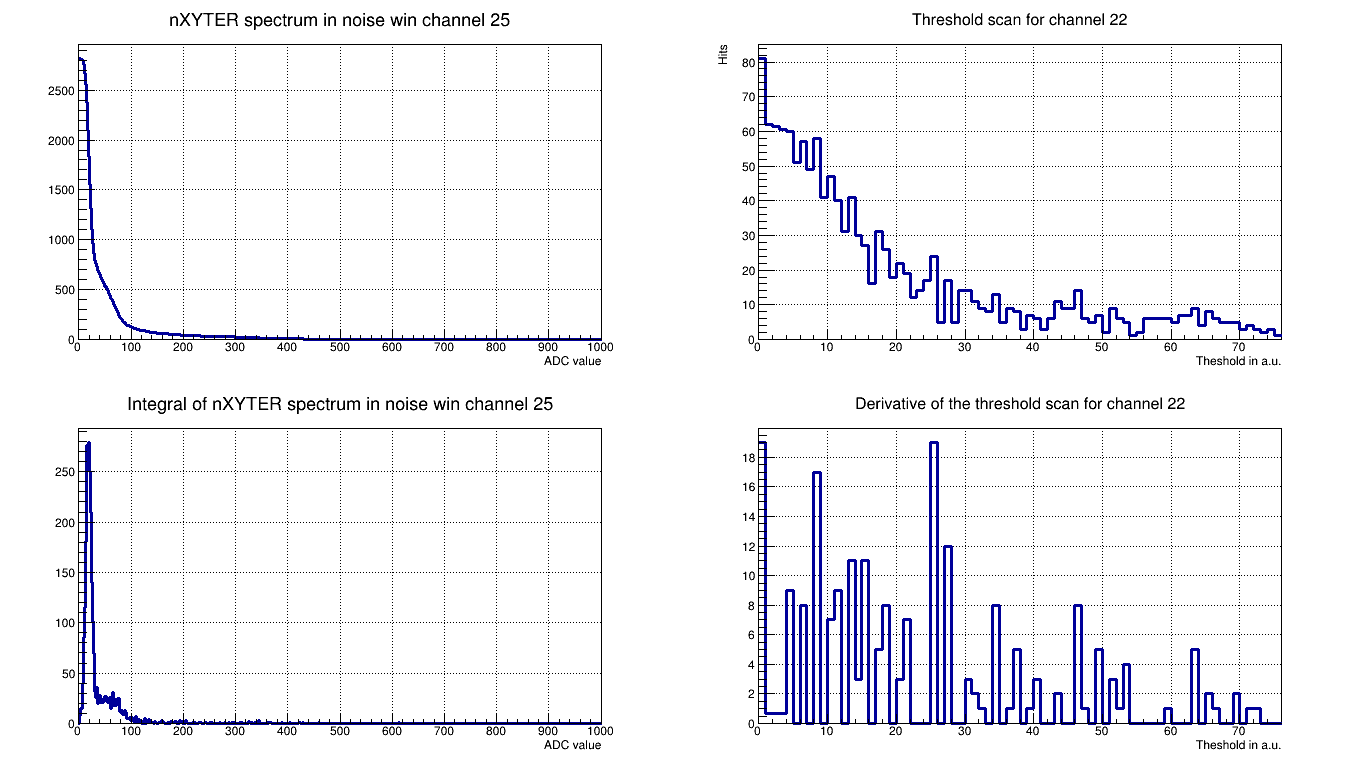 nXYTER spectrum in noise win channel 25
2500
2000
1500
1000
500
0
0 100 200 300 400 500 600 700 800 900 1000
ADC value
Threshold scan for channel 22
Hits
80
70
60
50
40
30
20
10
0
0 10 20 30 40 50 60 70
Theshold in a.u.
Integral of nXYTER spectrum in noise win channel 25
250
200
150
100
50
0
0 100 200 300 400 500 600 700 800 900 1000
ADC value
Derivative of the threshold scan for channel 22
18
16
14
12
10
8
6
4
2
0
0 10 20 30 40 50 60 70
Theshold in a.u.